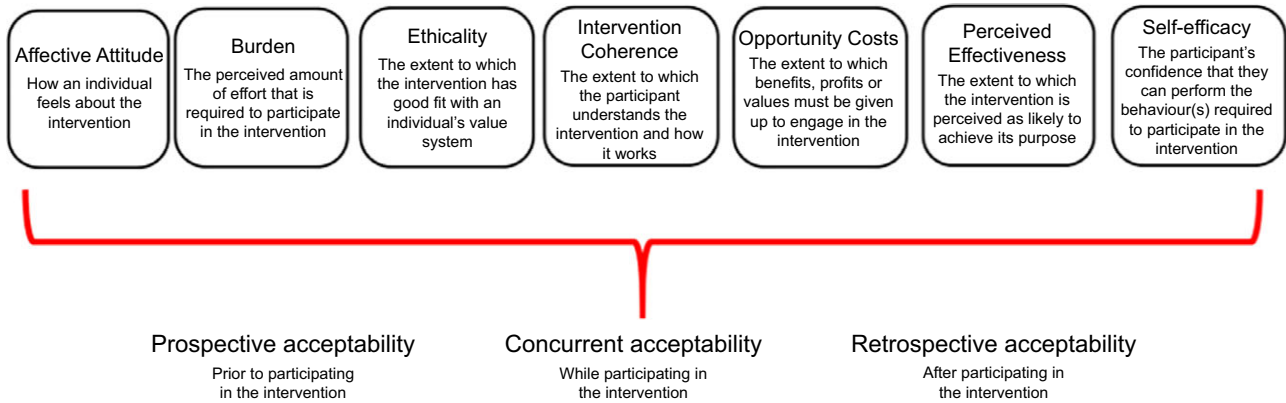 Affective Attitude
How an individual
feels about the
intervention
Burden
The perceived amount
of effort that is
required to participate
in the intervention
Ethicality
The extent to which
the intervention has
good fit with an
individual's value
system
Intervention
Coherence
The extent to which
the participant
understands the
intervention and how
it works
Opportunity Costs
The extent to which
benefits, profits or
values must be given
up to engage in the
intervention
Perceived
Effectiveness
The extent to which
the intervention is
perceived as likely to
achieve its purpose
Self-efficacy
The participant's
confidence that they
can perform the
behaviour(s) required
to participate in the
intervention
Prospective acceptability
Prior to participating
in the intervention
Concurrent acceptability
While participating in
the intervention
Retrospective acceptability
After participating in
the intervention